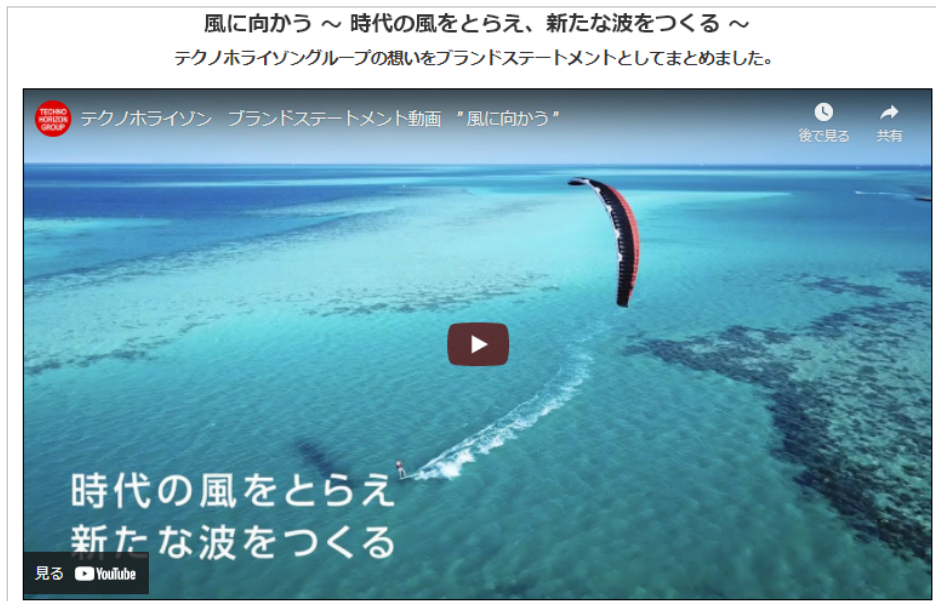 風に向かう ～ 時代の風をとらえ、新たな波をつくる ～
テクノホライゾングループの想いをブランドステートメントとしてまとめました。
TECHNO
HORIZON
GROUP
テクノホライゾン　ブランドステートメント動画　"風に向かう"
後で見る
共有
時代の風をとらえ
新たな波をつくる
見る YouTube